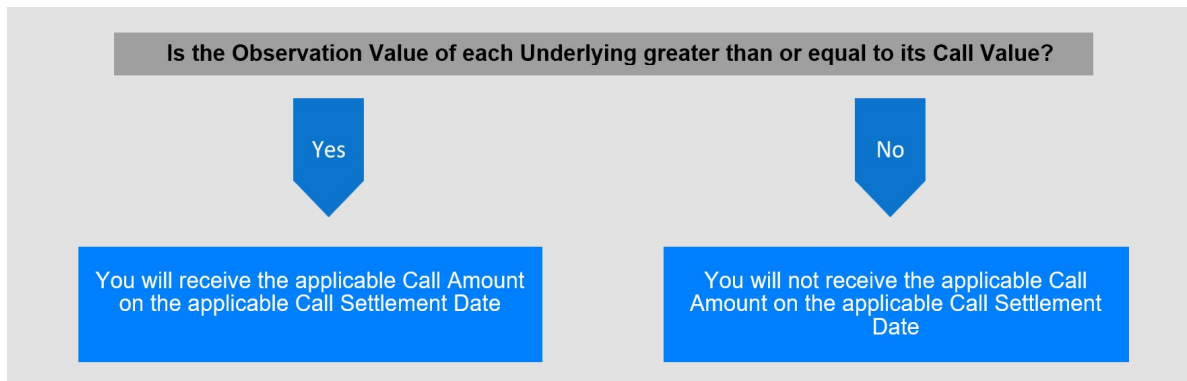 Is the Observation Value of each Underlying greater than or equal to its Call Value?
Yes
No
You will receive the applicable Call Amount
on the applicable Call Settlement Date
You will not receive the applicable Call
Amount on the applicable Call Settlement
Date